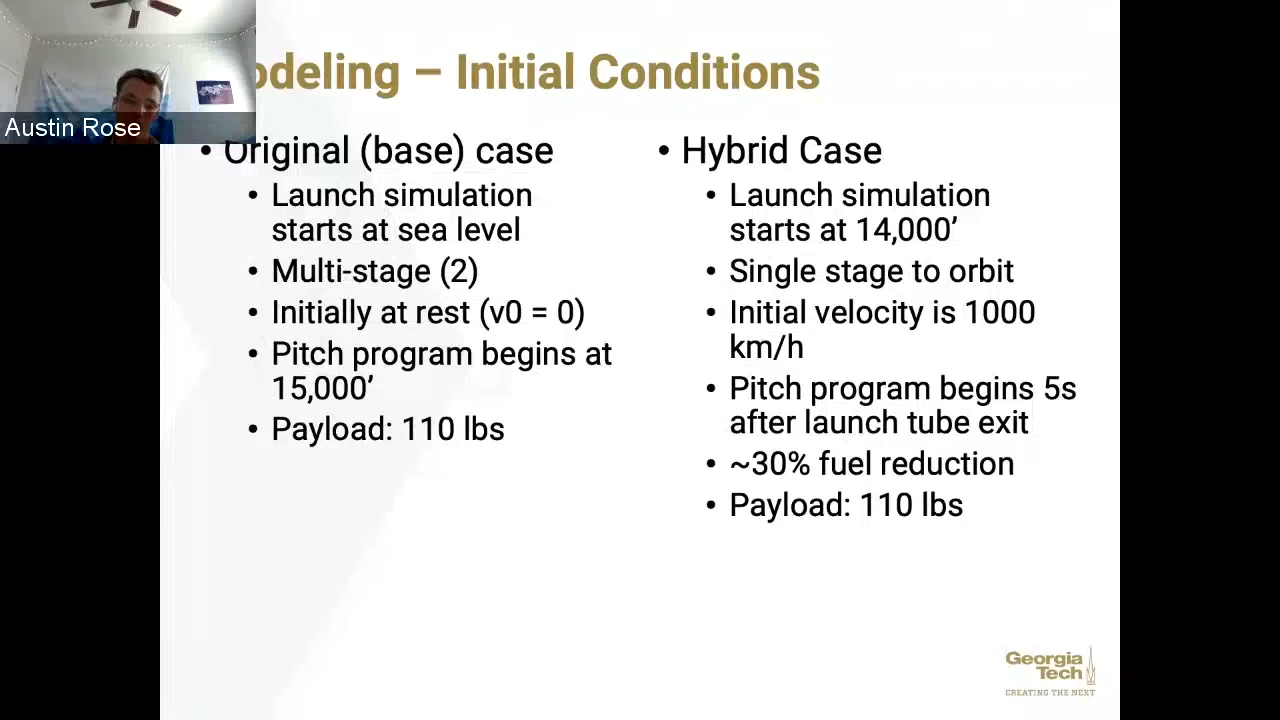 odeling – Initial Conditions
Austin Rose
• Original (base) case
• Launch simulation
starts at sea level
• Multi-stage (2)
• Initially at rest (v0 = 0)
• Pitch program begins at
15,000’
• Payload: 110 lbs
• Hybrid Case
• Launch simulation
starts at 14,000’
• Single stage to orbit
• Initial velocity is 1000
km/h
• Pitch program begins 5s
after launch tube exit
• ~30% fuel reduction
• Payload: 110 lbs
Georgia
Tech
CREATING THE NEXT